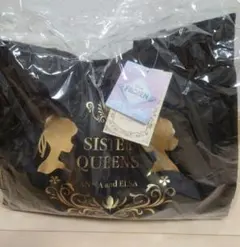 SISTER
QUEENS
ANNA and ELSA